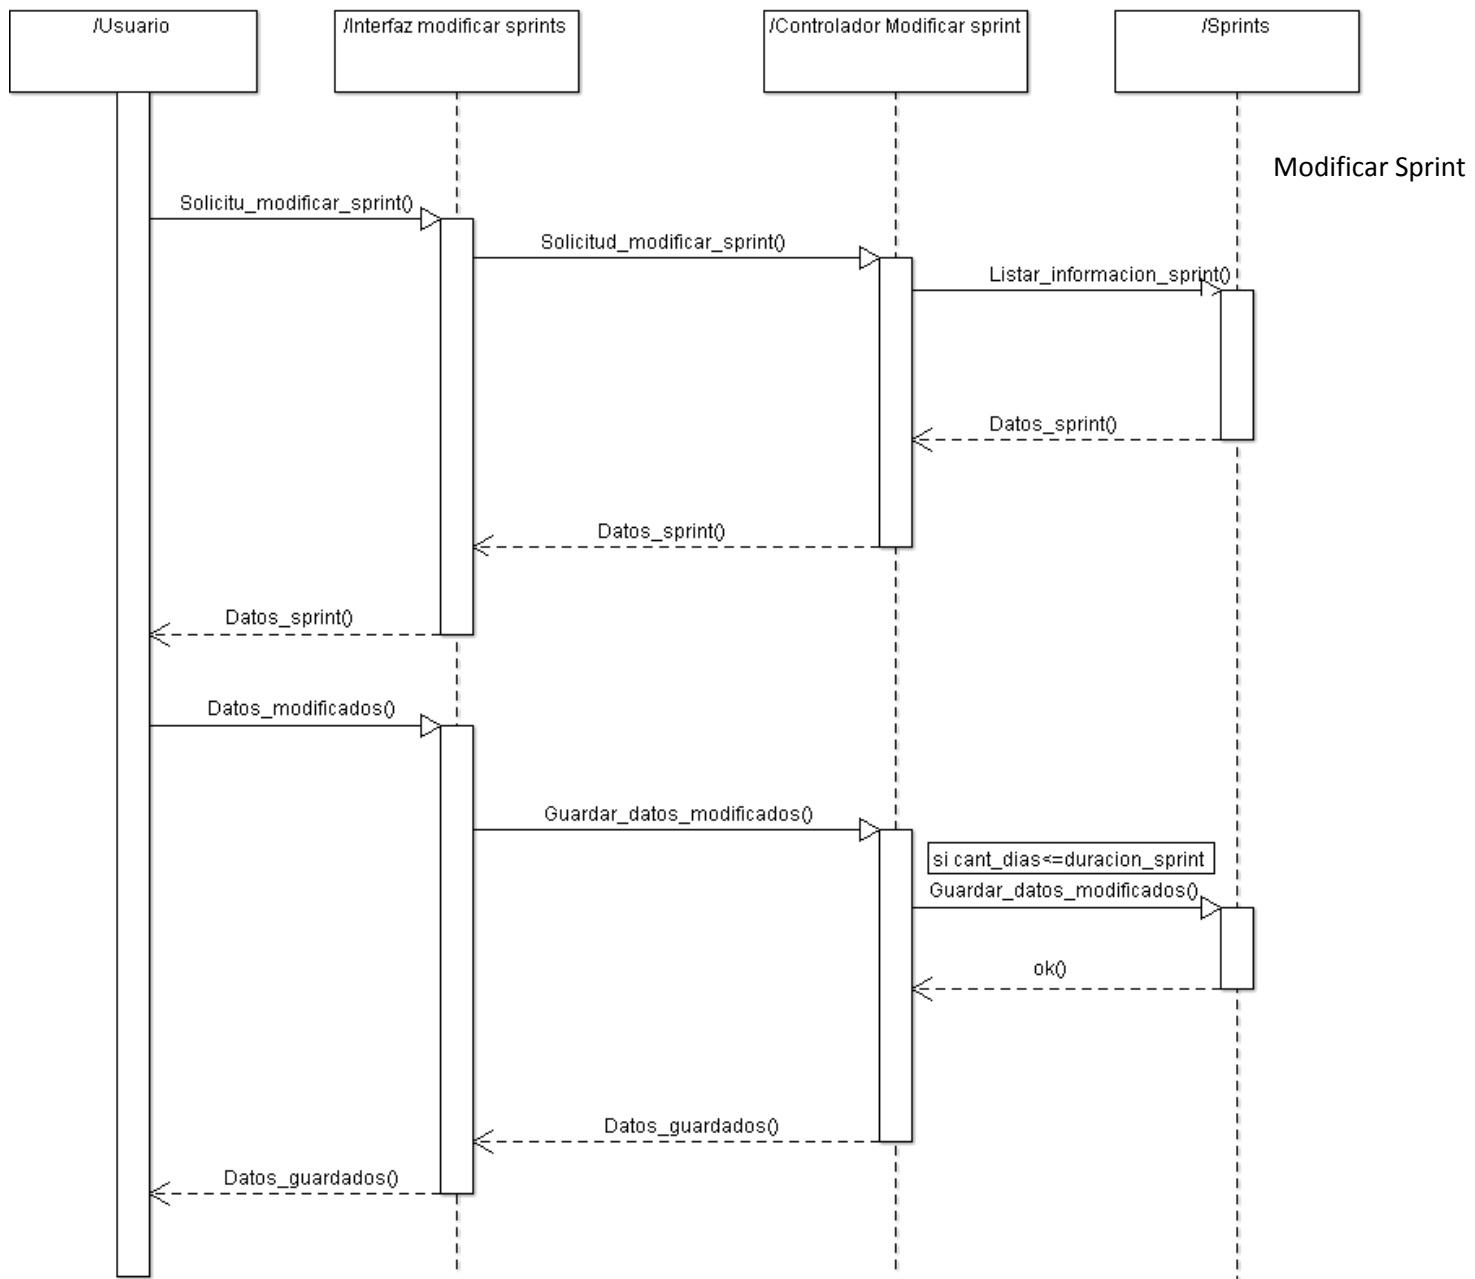 /Usuario
/Interfaz modificar sprints
/Controlador Modificar sprint
/Sprints
Modificar Sprint
Solicitu_modificar_sprint()
Solicitud_modificar_sprint()
Listar_informacion_sprint()
Datos_sprint()
Datos_sprint()
Datos_sprint()
Datos_modificados()
Guardar_datos_modificados()
si cant_dias<=duracion_sprint
Guardar_datos_modificados()
ok()
Datos_guardados()
Datos_guardados()